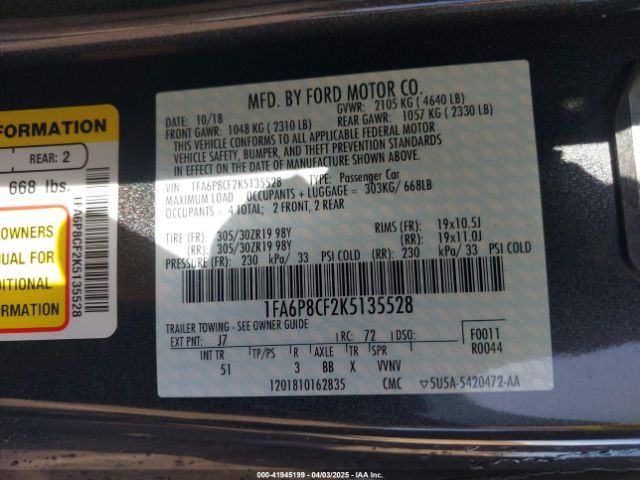 FORMATION
REAR: 2
668 lbs.
OWNERS
NUAL FOR
DITIONAL
ORMATION
1FA6P8CF2K5135528
MFD. BY FORD MOTOR CO.
DATE: 10/18 GVWR: 2105 KG ( 4640 LB)
FRONT GAWR: 1048 KG ( 2310 LB) REAR GAWR: 1057 KG ( 2330 LB)
THIS VEHICLE CONFORMS TO ALL APPLICABLE FEDERAL MOTOR
VEHICLE SAFETY, BUMPER, AND THEFT PREVENTION STANDARDS
IN EFFECT ON THE DATE OF MANUFACTURE SHOWN ABOVE.
VIN: 1FA6P8CF2K5135528 TYPE: Passenger Car
MAXIMUM LOAD = OCCUPANTS + LUGGAGE = 303KG/ 668LB
OCCUPANTS = 4 TOTAL; 2 FRONT, 2 REAR
TIRE (FR): 305/30ZR19 98Y RIMS (FR): 19x10.5J
(RR): 305/30ZR19 98Y (RR): 19x11.0J
PRESSURE (FR): 230 kPa/ 33 PSI COLD (RR): 230 kPa/ 33 PSI COLD
1FA6P8CF2K5135528
TRAILER TOWING - SEE OWNER GUIDE
EXT PNT: J7 RC: 72 DSO: F0011
INT TR TP/PS R AXLE TR SPR R0044
51 3 BB X VVNV
1201810162835 CMC ▽5U5A-5420472-AA
000-41945199 - 04/03/2025 - IAA Inc.